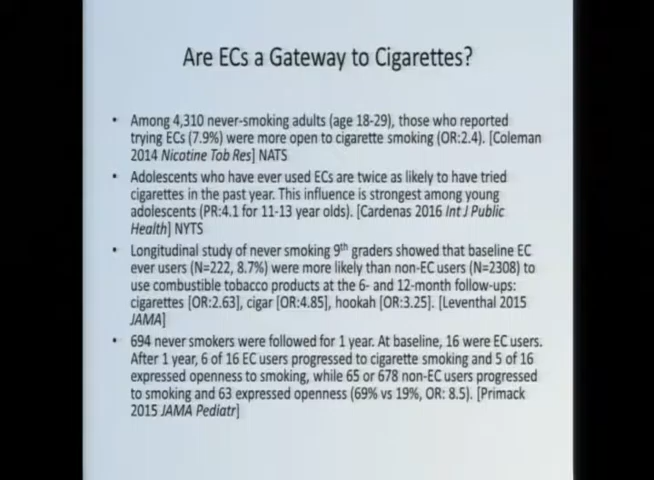 Are ECs a Gateway to Cigarettes?
• Among 4,310 never-smoking adults (age 18-29), those who reported
trying ECs (7.9%) were more open to cigarette smoking (OR:2.4). [Coleman
2014 Nicotine Tob Res] NATS
• Adolescents who have ever used ECs are twice as likely to have tried
cigarettes in the past year. This influence is strongest among young
adolescents (PR:4.1 for 11-13 year olds). [Cardenas 2016 Int J Public
Health] NYTS
• Longitudinal study of never smoking 9th graders showed that baseline EC
ever users (N=222, 8.7%) were more likely than non-EC users (N=2308) to
use combustible tobacco products at the 6- and 12-month follow-ups:
cigarettes [OR:2.63], cigar [OR:4.85], hookah [OR:3.25]. [Leventhal 2015
JAMA]
• 694 never smokers were followed for 1 year. At baseline, 16 were EC users.
After 1 year, 6 of 16 EC users progressed to cigarette smoking and 5 of 16
expressed openness to smoking, while 65 or 678 non-EC users progressed
to smoking and 63 expressed openness (69% vs 19%, OR: 8.5). [Primack
2015 JAMA Pediatr]